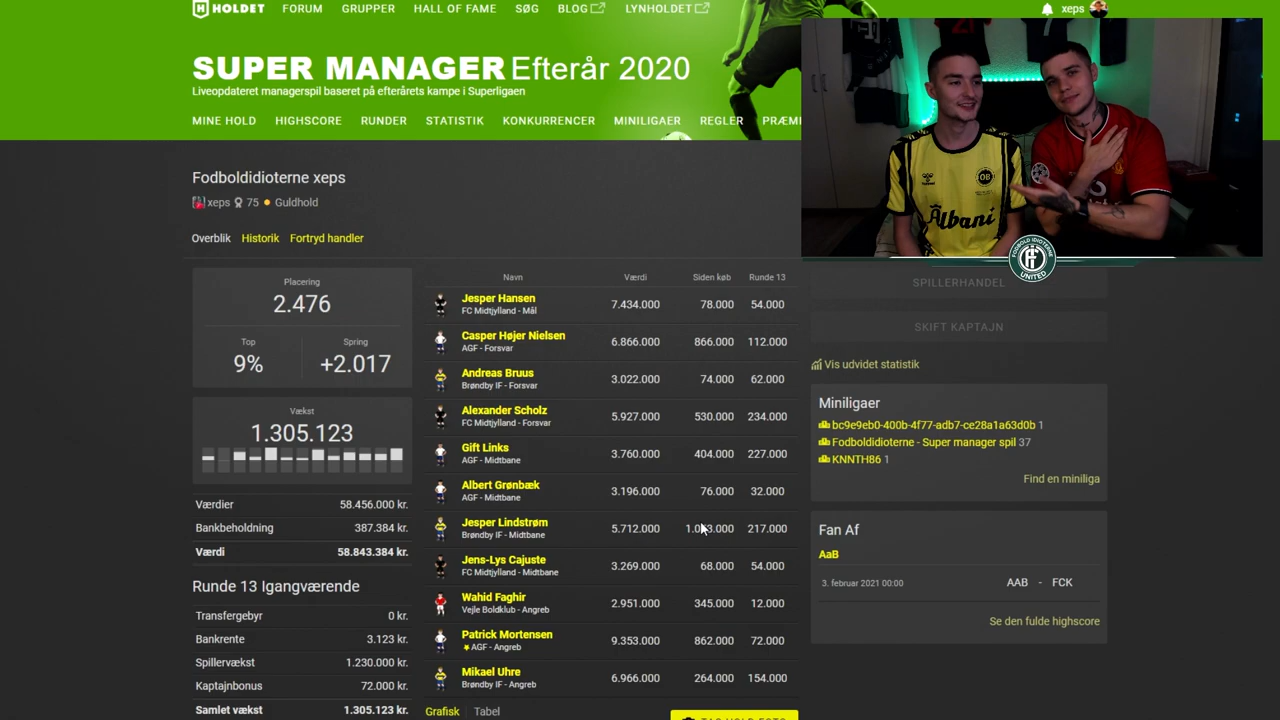 HOLDET FORUM GRUPPER HALL OF FAME SØG BLOG LYNHOLDET xeps
SUPER MANAGER Efterår 2020
Liveopdateret managerspil baseret på efterårets kampe i Superligaen
MINE HOLD HIGHSCORE RUNDER STATISTIK KONKURRENCER MINILIGAER REGLER PRÆMI
Fodboldidioterne xeps
xeps 75 Guldhold
Overblik Historik Fortryd handler
Placering
2.476
Top Spring
9% +2.017
Vækst
1.305.123
Værdier 58.456.000 kr.
Bankbeholdning 387.384 kr.
Værdi 58.843.384 kr.
Runde 13 Igangværende
Transfergebyr 0 kr.
Bankrente 3.123 kr.
Spillervækst 1.230.000 kr.
Kaptajnbonus 72.000 kr.
Samlet vækst 1.305.123 kr.
Navn Værdi Siden køb Runde 13
Jesper Hansen 7.434.000 78.000 54.000
FC Midtjylland - Mål
Casper Højer Nielsen 6.866.000 866.000 112.000
AGF - Forsvar
Andreas Bruus 3.022.000 74.000 62.000
Brøndby IF - Forsvar
Alexander Scholz 5.927.000 530.000 234.000
FC Midtjylland - Forsvar
Gift Links 3.760.000 404.000 227.000
AGF - Midtbane
Albert Grønbæk 3.196.000 76.000 32.000
AGF - Midtbane
Jesper Lindstrøm 5.712.000 217.000
Brøndby IF - Midtbane
Jens-Lys Cajuste 3.269.000 68.000 54.000
FC Midtjylland - Midtbane
Wahid Faghir 2.951.000 345.000 12.000
Vejle Boldklub - Angreb
Patrick Mortensen 9.353.000 862.000 72.000
AGF - Angreb
Mikael Uhre 6.966.000 264.000 154.000
Brøndby IF - Angreb
Grafisk Tabel
OB
Albani
FODBOLD IDIOTERNE
UNITED
SPILLERHANDEL
SKIFT KAPTAJN
Vis udvidet statistik
Miniligaer
bc9e9eb0-400b-4f77-adb7-ce28a1a63d0b 1
Fodboldidioterne - Super manager spil 37
KNNTH86 1
Find en miniliga
Fan Af
AaB
3. februar 2021 00:00 AAB - FCK
Se den fulde highscore